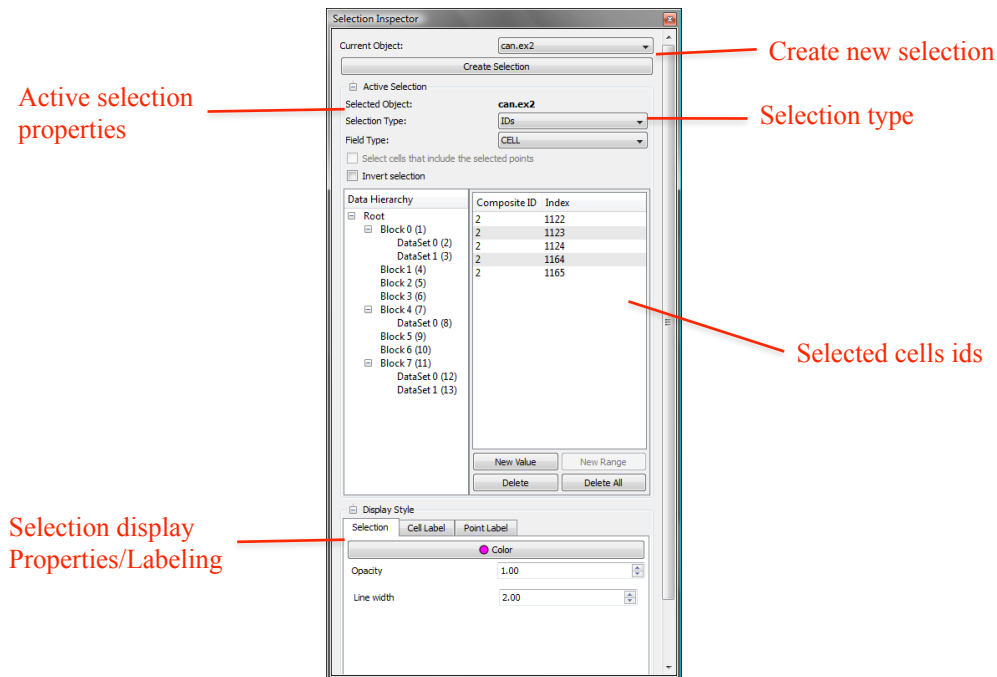 Selection Inspector
Current Object: can.ex2
Create new selection
Create Selection
Active Selection
Active selection
properties
Selected Object: can.ex2
Selection Type: IDs
Selection type
Field Type: CELL
Select cells that include the selected points
Invert selection
Data Hierarchy
Root
Block 0 (1)
DataSet 0 (2)
DataSet 1 (3)
Block 1 (4)
Block 2 (5)
Block 3 (6)
Block 4 (7)
DataSet 0 (8)
Block 5 (9)
Block 6 (10)
Block 7 (11)
DataSet 0 (12)
DataSet 1 (13)
Composite ID Index
2 1122
2 1123
2 1124
2 1164
2 1165
Selected cells ids
New Value New Range
Delete Delete All
Display Style
Selection Cell Label Point Label
Selection display
Properties/Labeling
Color
Opacity 1.00
Line width 2.00